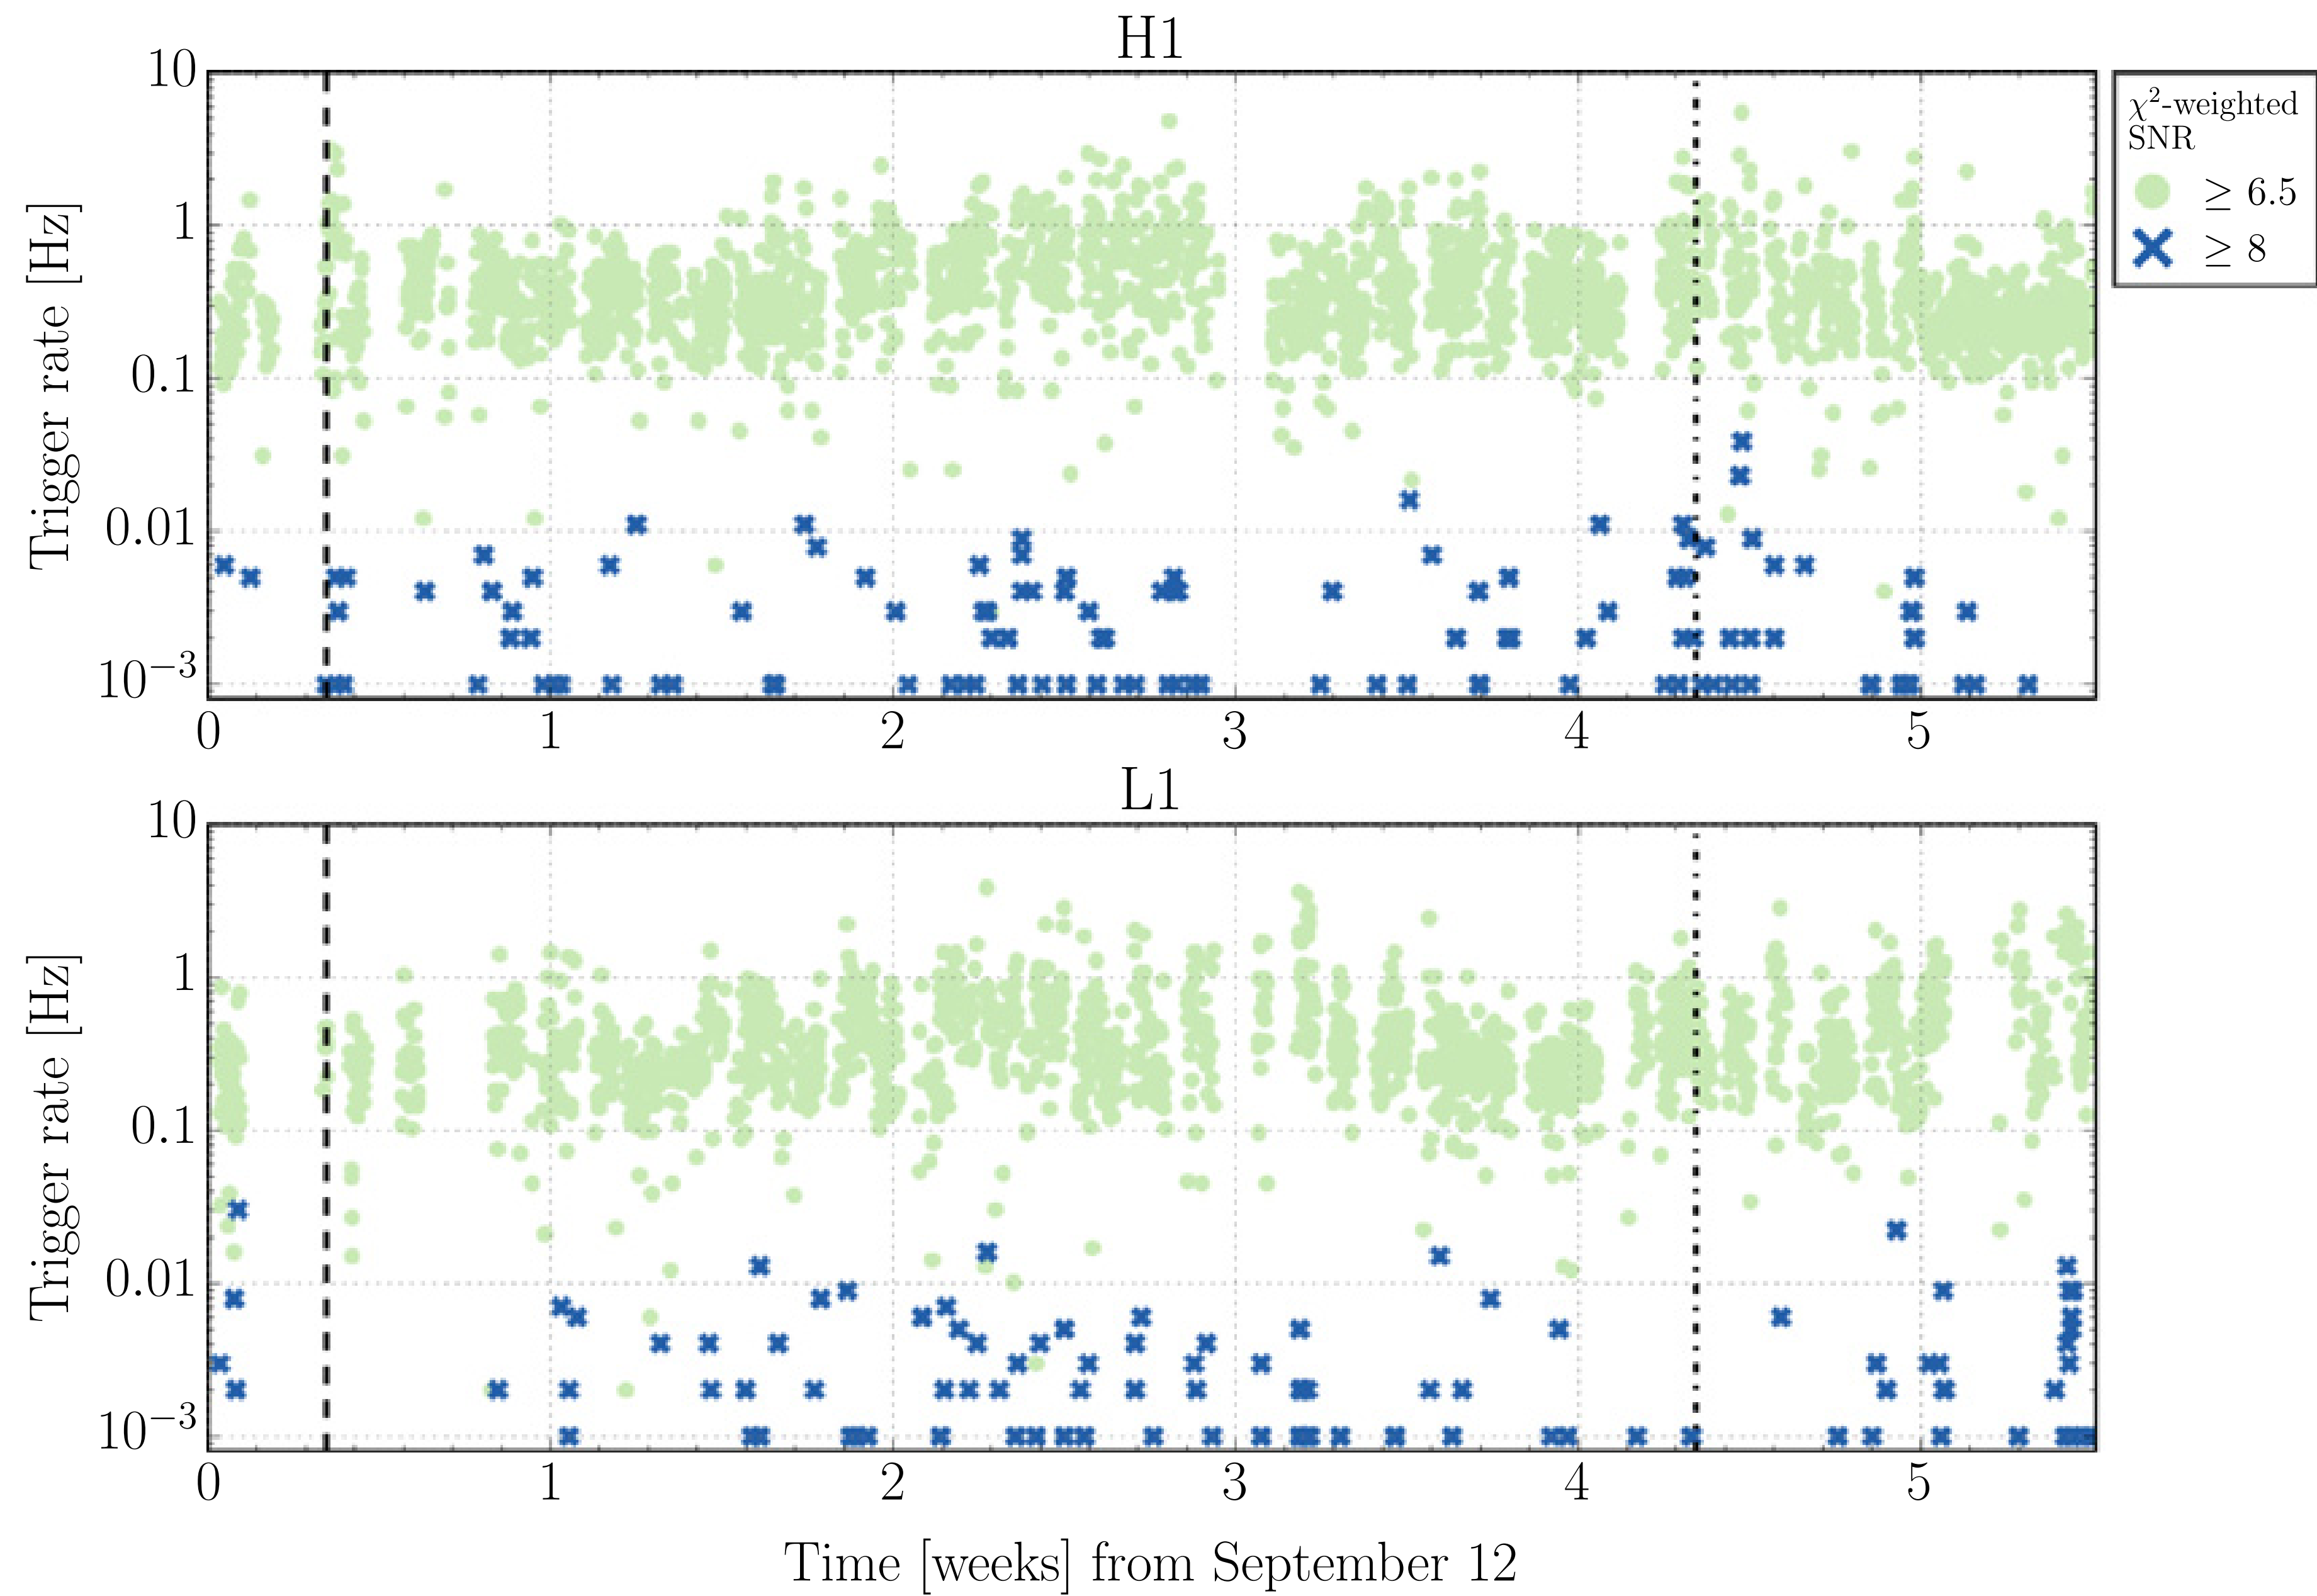 H1
10
1
0.1
0.01
10⁻³
Trigger rate [Hz]
0 1 2 3 4 5
χ²-weighted
SNR
≥ 6.5
≥ 8
L1
10
1
0.1
0.01
10⁻³
Trigger rate [Hz]
0 1 2 3 4 5
Time [weeks] from September 12